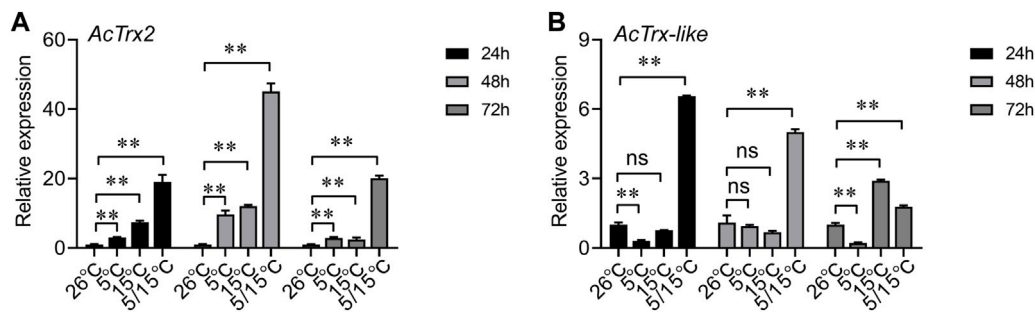 A
AcTrx2
Relative expression
60
40
20
0
**
**
**
**
**
**
**
**
**
26°C
5°C
15°C
5/15°C
26°C
5°C
15°C
5/15°C
26°C
5°C
15°C
5/15°C
24h
48h
72h
B
AcTrx-like
Relative expression
9
6
3
0
**
ns
**
**
ns
ns
**
**
**
26°C
5°C
15°C
5/15°C
26°C
5°C
15°C
5/15°C
26°C
5°C
15°C
5/15°C
24h
48h
72h